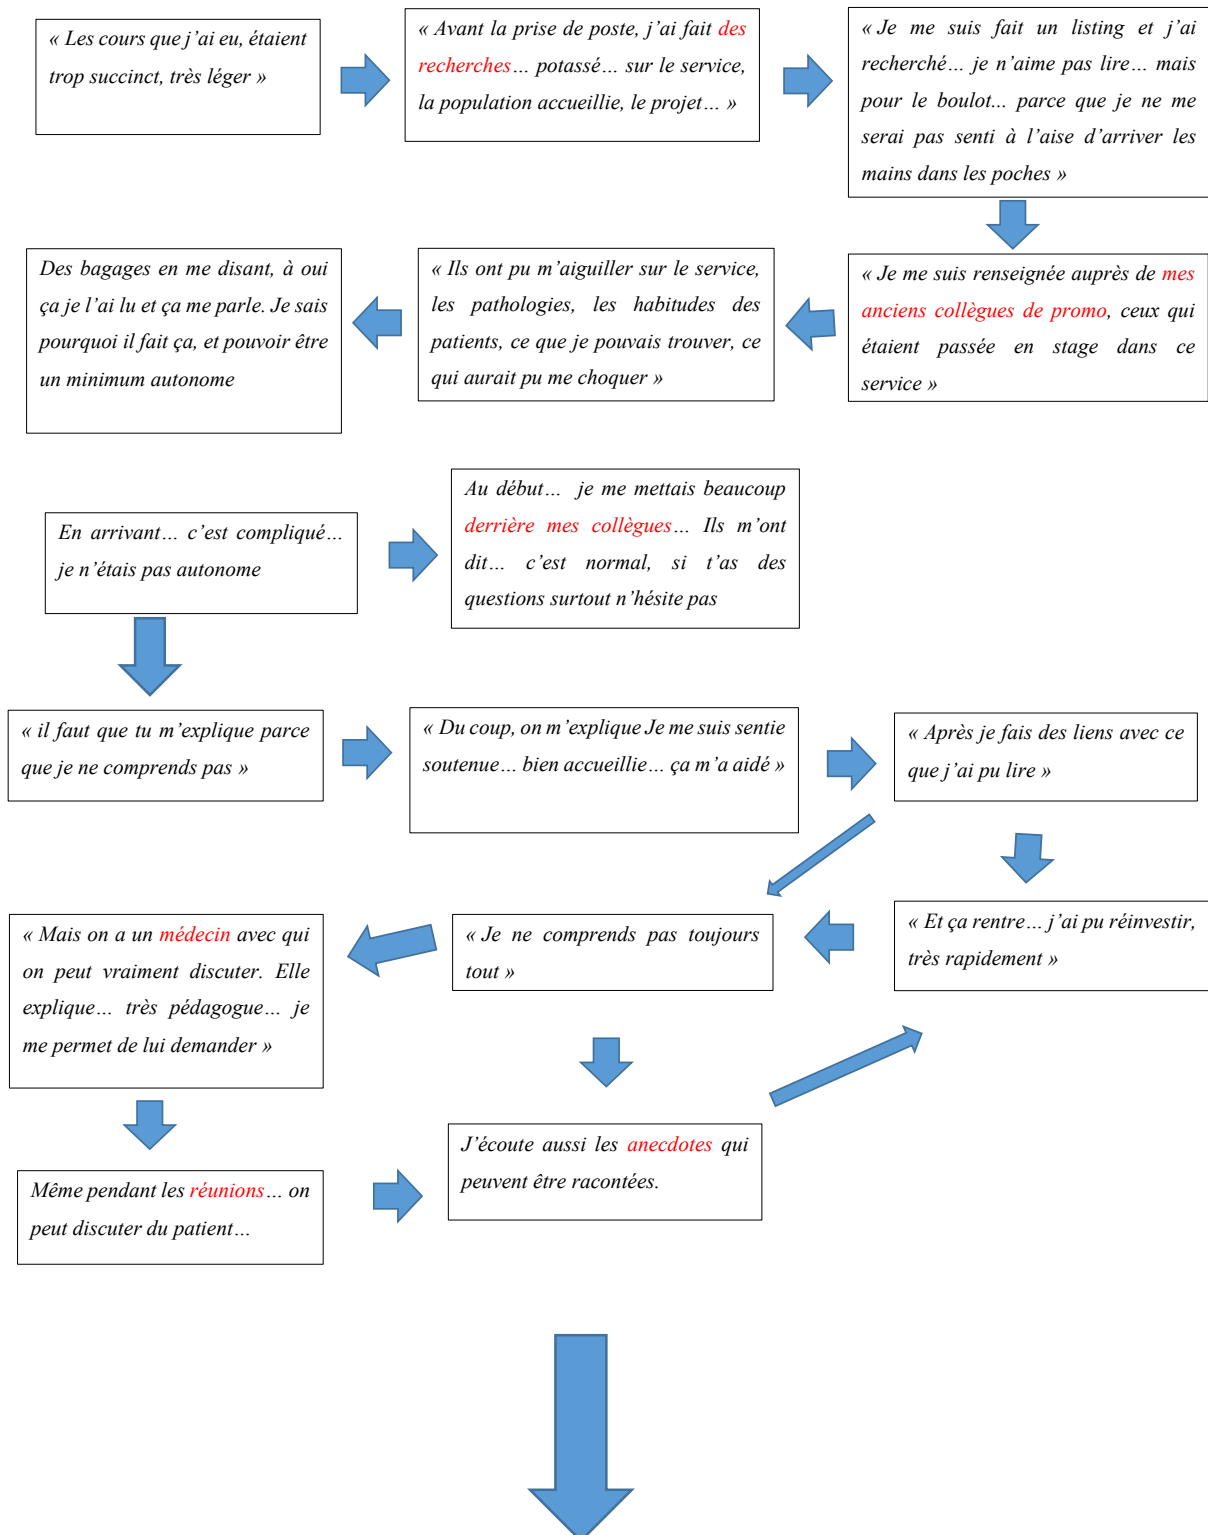 « Les cours que j'ai eu, étaient
trop succinct, très léger »
« Avant la prise de poste, j'ai fait des
recherches… potassé… sur le service,
la population accueillie, le projet… »
« Je me suis fait un listing et j'ai
recherché… je n'aime pas lire… mais
pour le boulot... parce que je ne me
serai pas senti à l'aise d'arriver les
mains dans les poches »
« Je me suis renseignée auprès de mes
anciens collègues de promo, ceux qui
étaient passée en stage dans ce
service »
« Ils ont pu m'aiguiller sur le service,
les pathologies, les habitudes des
patients, ce que je pouvais trouver, ce
qui aurait pu me choquer »
Des bagages en me disant, à oui
ça je l'ai lu et ça me parle. Je sais
pourquoi il fait ça, et pouvoir être
un minimum autonome
En arrivant… c'est compliqué…
je n'étais pas autonome
Au début… je me mettais beaucoup
derrière mes collègues… Ils m'ont
dit… c'est normal, si t'as des
questions surtout n'hésite pas
« il faut que tu m'explique parce
que je ne comprends pas »
« Du coup, on m'explique Je me suis sentie
soutenue… bien accueillie… ça m'a aidé »
« Après je fais des liens avec ce
que j'ai pu lire »
« Et ça rentre… j'ai pu réinvestir,
très rapidement »
« Je ne comprends pas toujours
tout »
« Mais on a un médecin avec qui
on peut vraiment discuter. Elle
explique… très pédagogue… je
me permet de lui demander »
Même pendant les réunions… on
peut discuter du patient…
J'écoute aussi les anecdotes qui
peuvent être racontées.